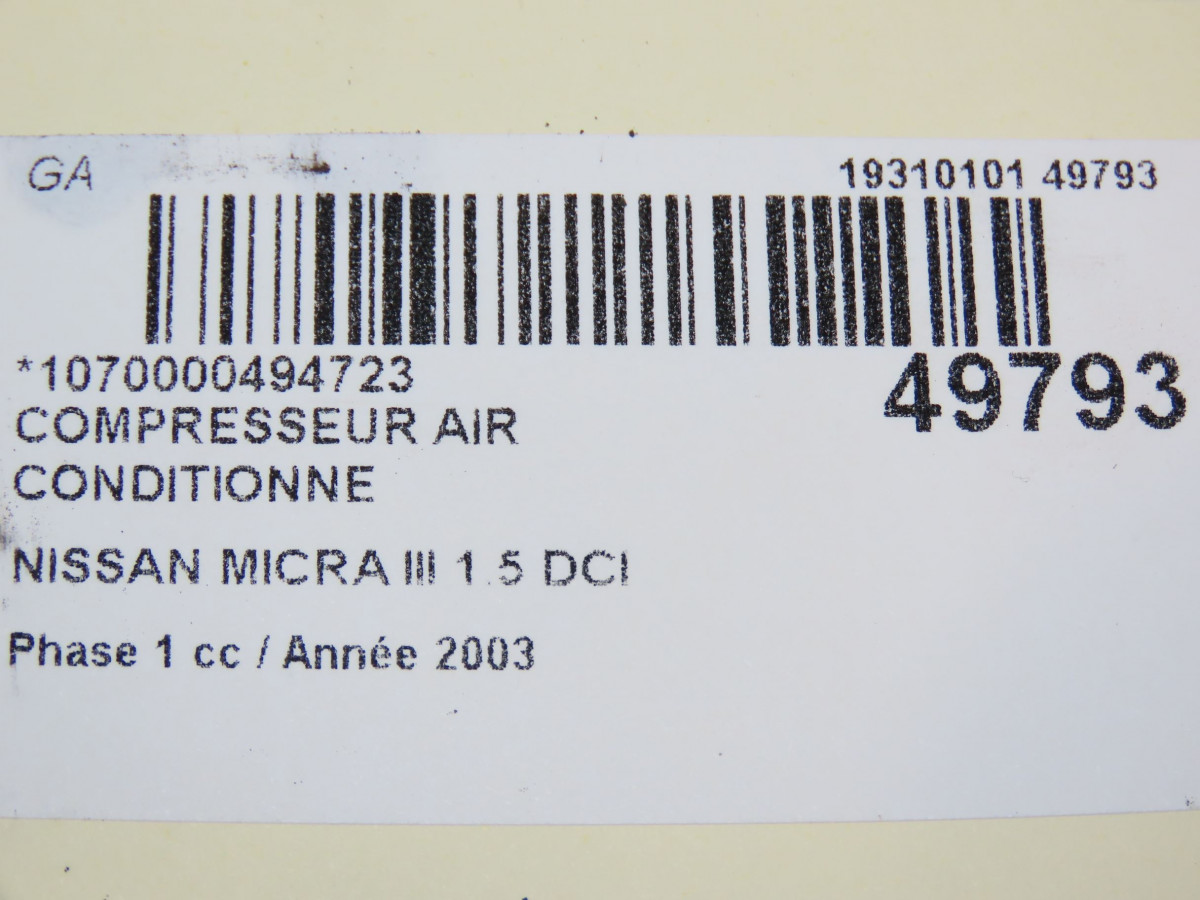 GA
19310101 49793
*1070000494723
49793
COMPRESSEUR AIR
CONDITIONNE
NISSAN MICRA III 1.5 DCI
Phase 1 cc / Année 2003